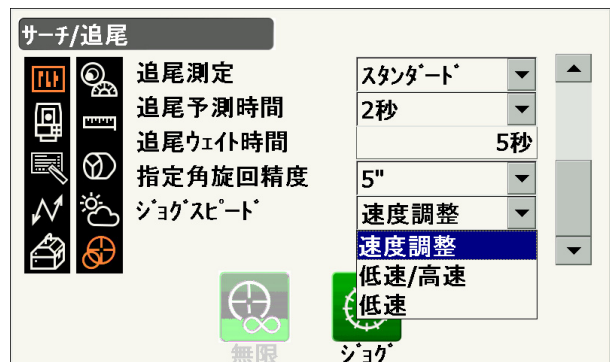 サーチ/追尾
追尾測定 スタンダード
追尾予測時間 2秒
追尾ウェイト時間 5秒
指定角旋回精度 5"
ジョグスピード 速度調整
速度調整
低速/高速
低速
無限 ジョグ